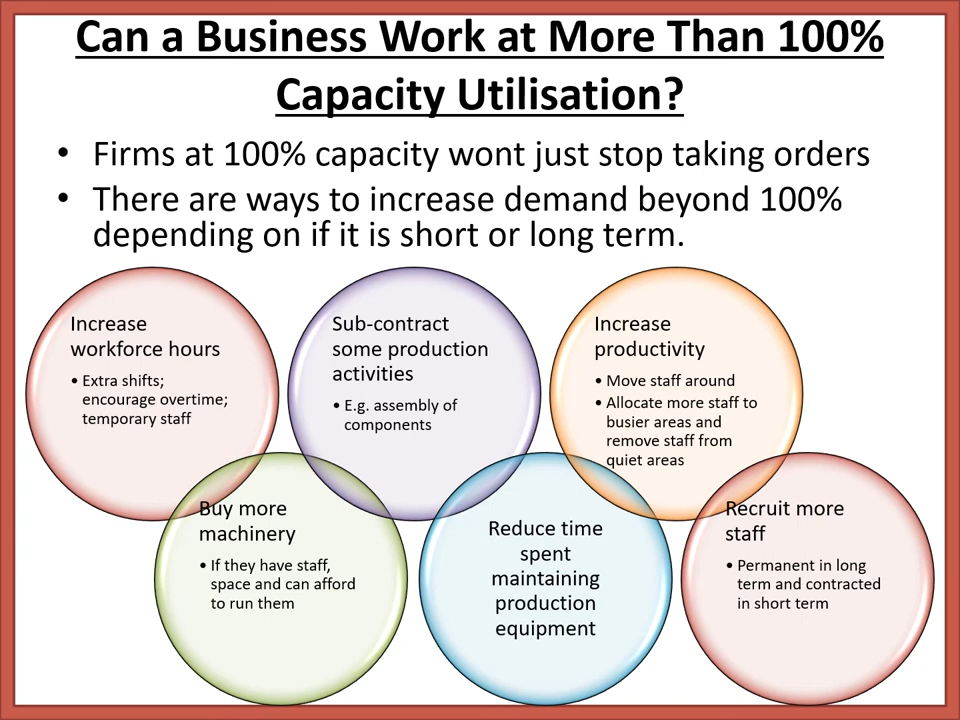 Can a Business Work at More Than 100%
Capacity Utilisation?
• Firms at 100% capacity wont just stop taking orders
• There are ways to increase demand beyond 100%
depending on if it is short or long term.
Increase
workforce hours
• Extra shifts;
encourage overtime;
temporary staff
Sub-contract
some production
activities
• E.g. assembly of
components
Increase
productivity
• Move staff around
• Allocate more staff to
busier areas and
remove staff from
quiet areas
Buy more
machinery
• If they have staff,
space and can afford
to run them
Reduce time
spent
maintaining
production
equipment
Recruit more
staff
• Permanent in long
term and contracted
in short term